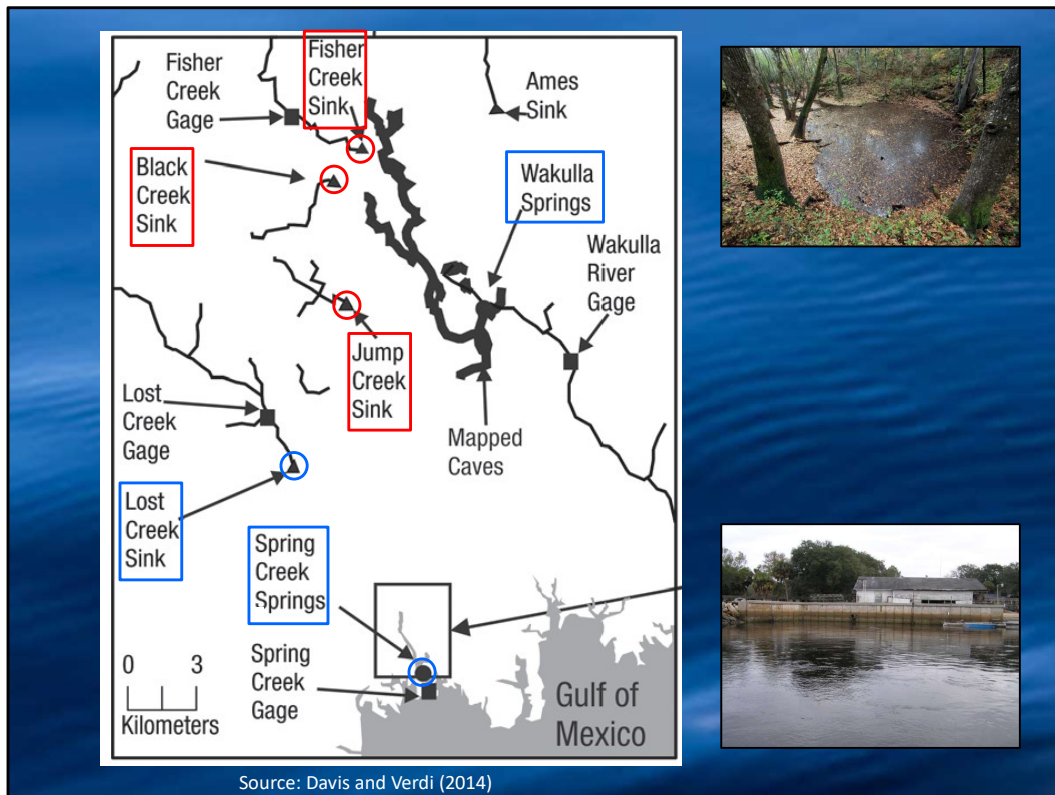 Fisher
Creek
Gage
Fisher
Creek
Sink
Ames
Sink
Black
Creek
Sink
Wakulla
Springs
Wakulla
River
Gage
Jump
Creek
Sink
Lost
Creek
Gage
Mapped
Caves
Lost
Creek
Sink
Spring
Creek
Springs
0 3
Kilometers
Spring
Creek
Gage
Gulf of
Mexico
Source: Davis and Verdi (2014)